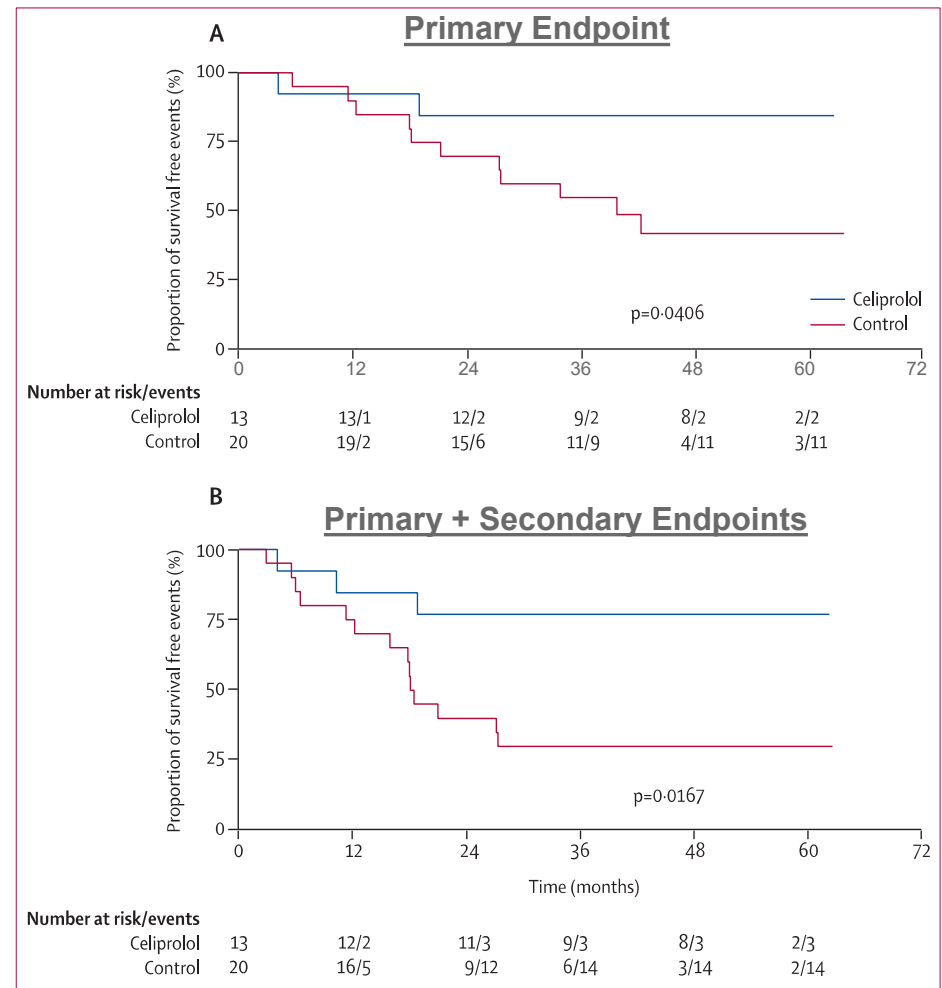 A
Primary Endpoint
Proportion of survival free events (%)
100
75
50
25
0
p=0·0406
Celiprolol
Control
0 12 24 36 48 60 72
Number at risk/events
Celiprolol 13 13/1 12/2 9/2 8/2 2/2
Control 20 19/2 15/6 11/9 4/11 3/11
B
Primary + Secondary Endpoints
Proportion of survival free events (%)
100
75
50
25
0
p=0·0167
0 12 24 36 48 60 72
Time (months)
Number at risk/events
Celiprolol 13 12/2 11/3 9/3 8/3 2/3
Control 20 16/5 9/12 6/14 3/14 2/14